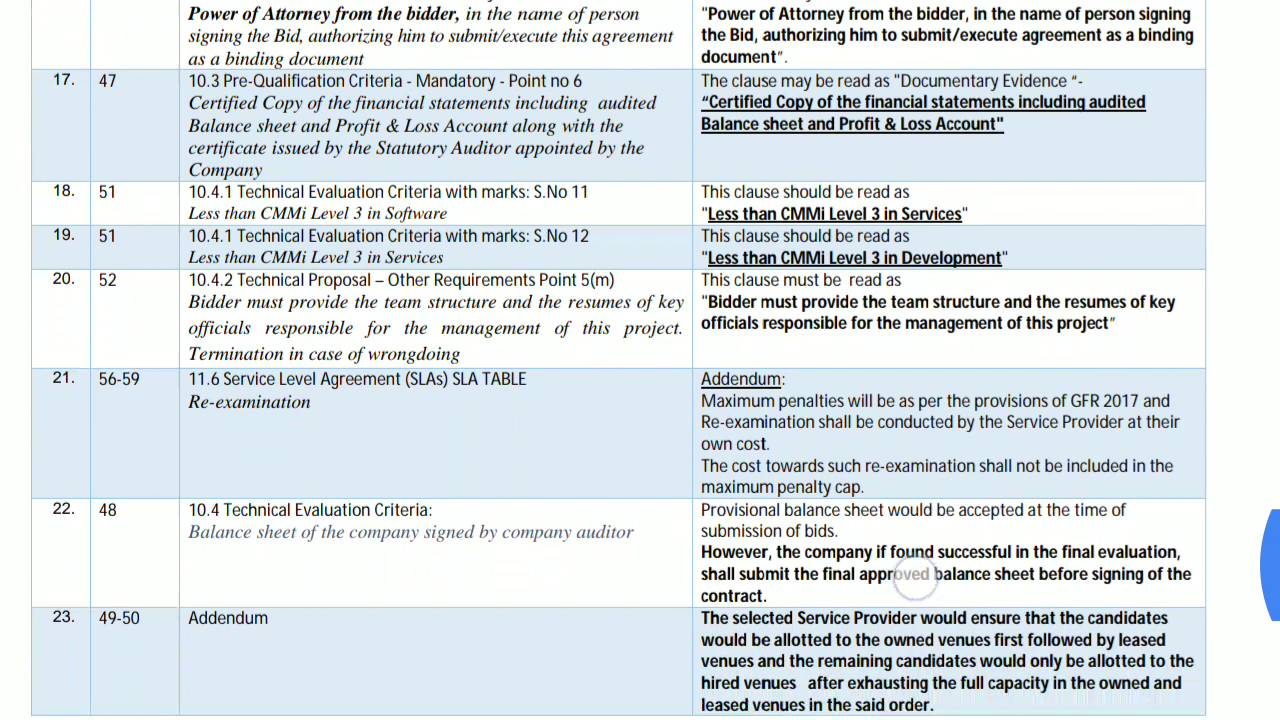 Power of Attorney from the bidder, in the name of person
signing the Bid, authorizing him to submit/execute this agreement
as a binding document
"Power of Attorney from the bidder, in the name of person signing
the Bid, authorizing him to submit/execute agreement as a binding
document".
17.
47
10.3 Pre-Qualification Criteria - Mandatory - Point no 6
Certified Copy of the financial statements including audited
Balance sheet and Profit & Loss Account along with the
certificate issued by the Statutory Auditor appointed by the
Company
The clause may be read as "Documentary Evidence "-
"Certified Copy of the financial statements including audited
Balance sheet and Profit & Loss Account"
18.
51
10.4.1 Technical Evaluation Criteria with marks: S.No 11
Less than CMMi Level 3 in Software
This clause should be read as
"Less than CMMi Level 3 in Services"
19.
51
10.4.1 Technical Evaluation Criteria with marks: S.No 12
Less than CMMi Level 3 in Services
This clause should be read as
"Less than CMMi Level 3 in Development"
20.
52
10.4.2 Technical Proposal – Other Requirements Point 5(m)
Bidder must provide the team structure and the resumes of key
officials responsible for the management of this project.
Termination in case of wrongdoing
This clause must be read as
"Bidder must provide the team structure and the resumes of key
officials responsible for the management of this project"
21.
56-59
11.6 Service Level Agreement (SLAs) SLA TABLE
Re-examination
Addendum:
Maximum penalties will be as per the provisions of GFR 2017 and
Re-examination shall be conducted by the Service Provider at their
own cost.
The cost towards such re-examination shall not be included in the
maximum penalty cap.
22.
48
10.4 Technical Evaluation Criteria:
Balance sheet of the company signed by company auditor
Provisional balance sheet would be accepted at the time of
submission of bids.
However, the company if found successful in the final evaluation,
shall submit the final approved balance sheet before signing of the
contract.
23.
49-50
Addendum
The selected Service Provider would ensure that the candidates
would be allotted to the owned venues first followed by leased
venues and the remaining candidates would only be allotted to the
hired venues after exhausting the full capacity in the owned and
leased venues in the said order.